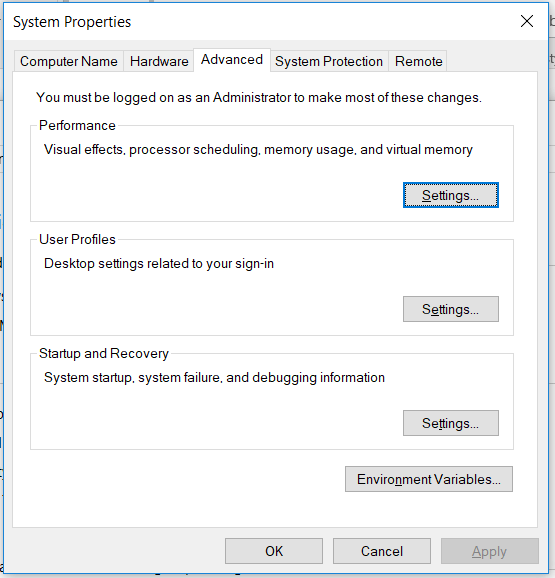 System Properties
Computer Name Hardware Advanced System Protection Remote
You must be logged on as an Administrator to make most of these changes.
Performance
Visual effects, processor scheduling, memory usage, and virtual memory
Settings...
User Profiles
Desktop settings related to your sign-in
Settings...
Startup and Recovery
System startup, system failure, and debugging information
Settings...
Environment Variables...
OK Cancel Apply